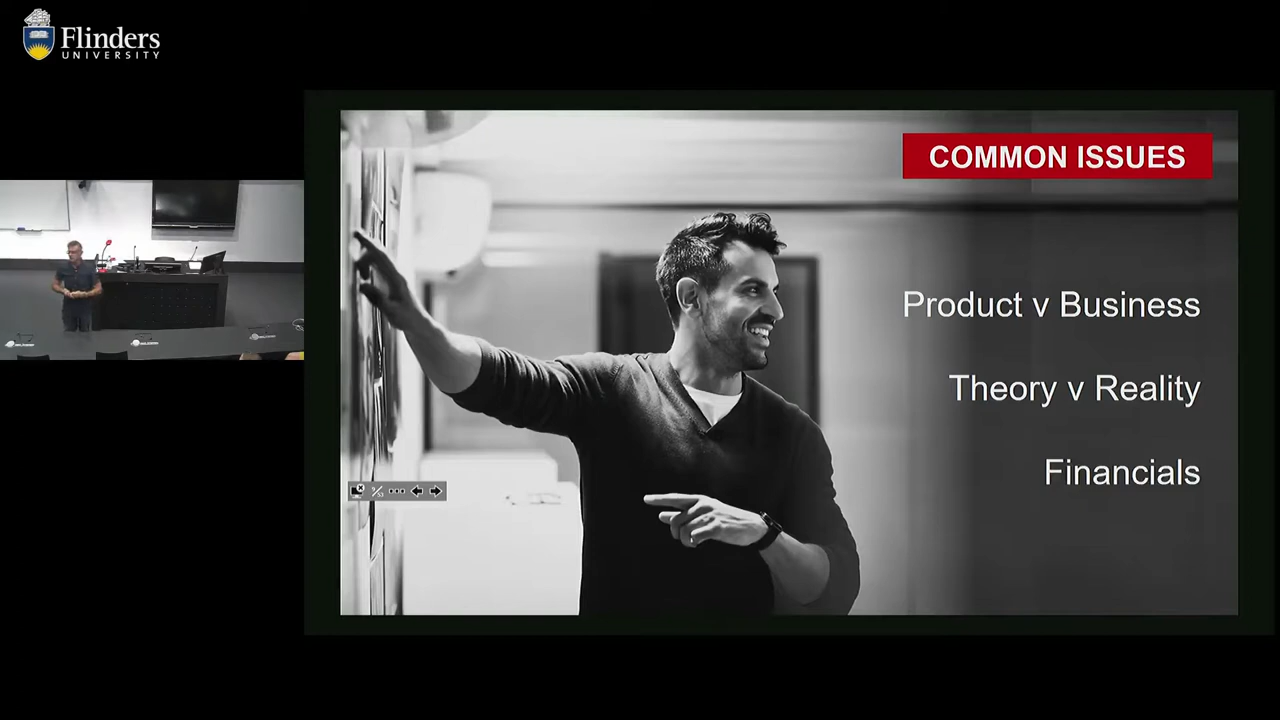 Flinders
UNIVERSITY
COMMON ISSUES
Product v Business
Theory v Reality
Financials